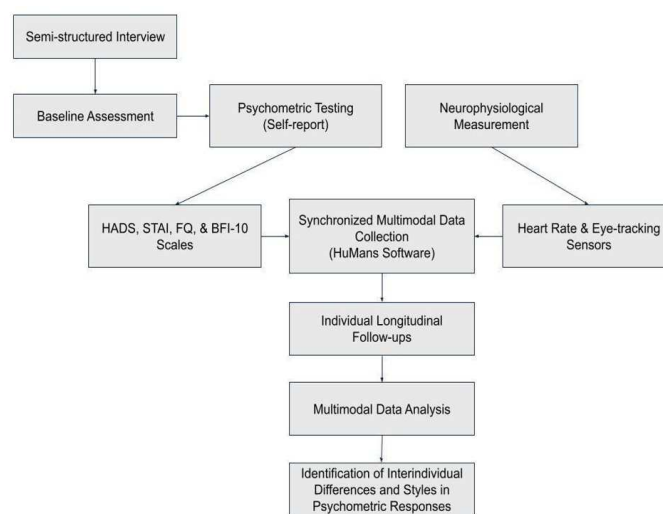 Semi-structured Interview
Baseline Assessment
Psychometric Testing
(Self-report)
Neurophysiological
Measurement
HADS, STAI, FQ, & BFI-10
Scales
Synchronized Multimodal Data
Collection
(HuMans Software)
Heart Rate & Eye-tracking
Sensors
Individual Longitudinal
Follow-ups
Multimodal Data Analysis
Identification of Interindividual
Differences and Styles in
Psychometric Responses